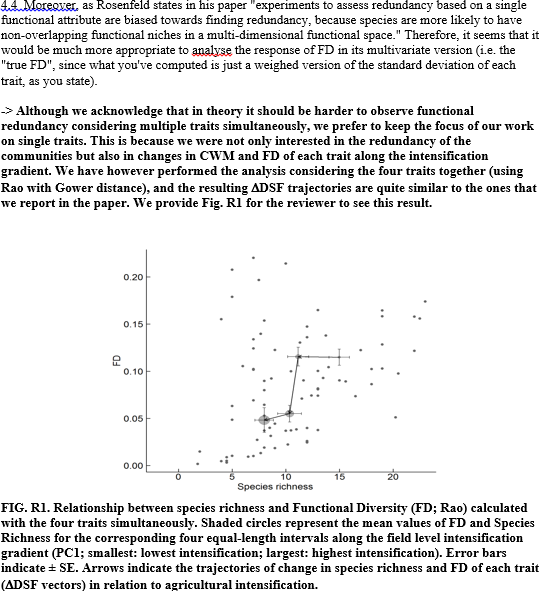 4.4. Moreover, as Rosenfeld states in his paper "experiments to assess redundancy based on a single
functional attribute are biased towards finding redundancy, because species are more likely to have
non-overlapping functional niches in a multi-dimensional functional space." Therefore, it seems that it
would be much more appropriate to analyse the response of FD in its multivariate version (i.e. the
"true FD", since what you've computed is just a weighed version of the standard deviation of each
trait, as you state).
-> Although we acknowledge that in theory it should be harder to observe functional
redundancy considering multiple traits simultaneously, we prefer to keep the focus of our work
on single traits. This is because we were not only interested in the redundancy of the
communities but also in changes in CWM and FD of each trait along the intensification
gradient. We have however performed the analysis considering the four traits together (using
Rao with Gower distance), and the resulting ΔDSF trajectories are quite similar to the ones that
we report in the paper. We provide Fig. R1 for the reviewer to see this result.
0.20
0.15
FD
0.10
0.05
0.00
0 5 10 15 20
Species richness
FIG. R1. Relationship between species richness and Functional Diversity (FD; Rao) calculated
with the four traits simultaneously. Shaded circles represent the mean values of FD and Species
Richness for the corresponding four equal-length intervals along the field level intensification
gradient (PC1; smallest: lowest intensification; largest: highest intensification). Error bars
indicate ± SE. Arrows indicate the trajectories of change in species richness and FD of each trait
(ΔDSF vectors) in relation to agricultural intensification.